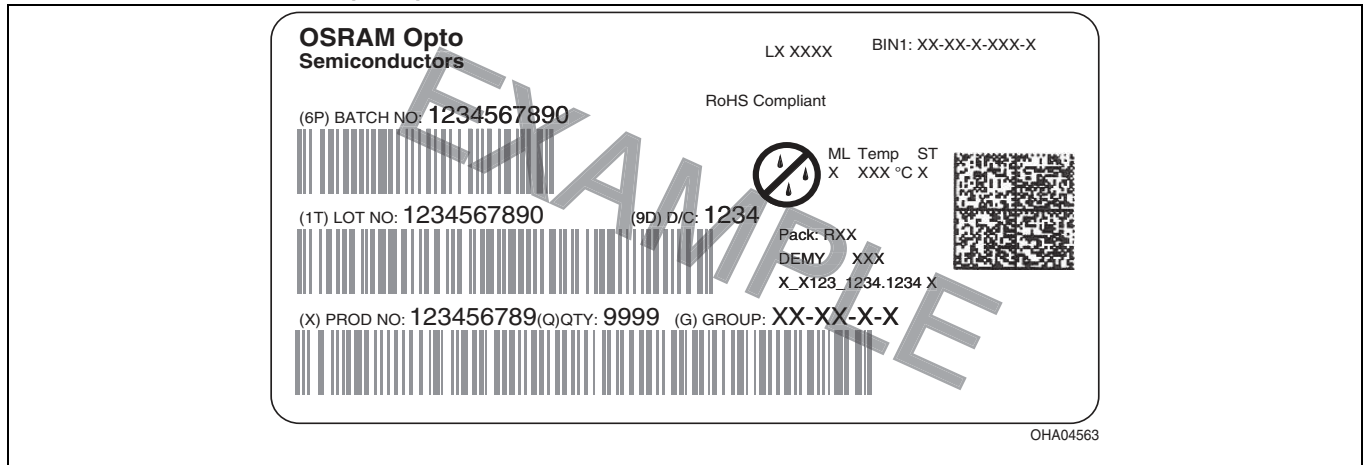 OSRAM Opto
Semiconductors
LX XXXX
BIN1: XX-XX-X-XXX-X
RoHS Compliant
(6P) BATCH NO: 1234567890
ML Temp ST
X XXX °C X
(1T) LOT NO: 1234567890 (9D) D/C: 1234
Pack: RXX
DEMY XXX
X_X123_1234.1234 X
(X) PROD NO: 123456789(Q)QTY: 9999 (G) GROUP: XX-XX-X-X
EXAMPLE
OHA04563